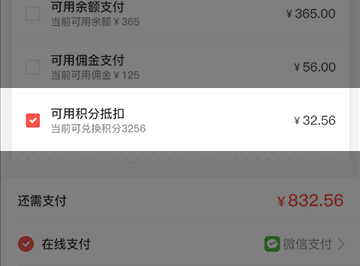 可用余额支付
¥365.00
当前可用余额¥365
可用佣金支付
¥56.00
当前可用佣金¥125
可用积分抵扣
¥32.56
当前可兑换积分3256
还需支付
¥832.56
在线支付
微信支付